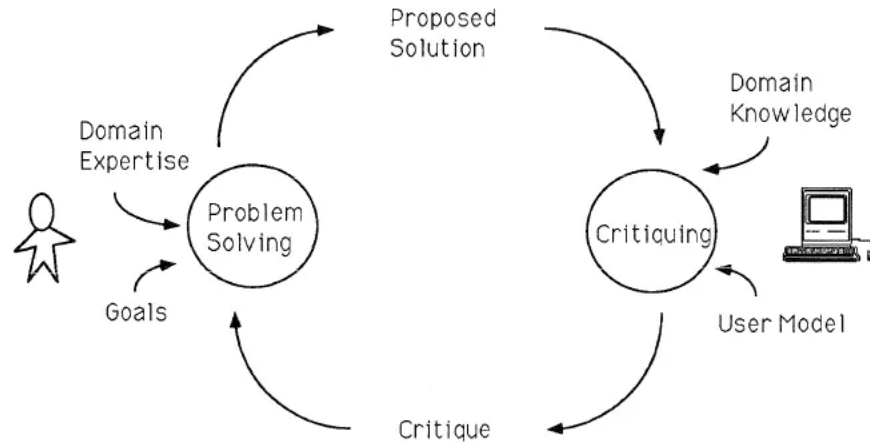 Proposed
Solution
Domain
Knowledge
Domain
Expertise
Problem
Solving
Critiquing
Goals
User Model
Critique